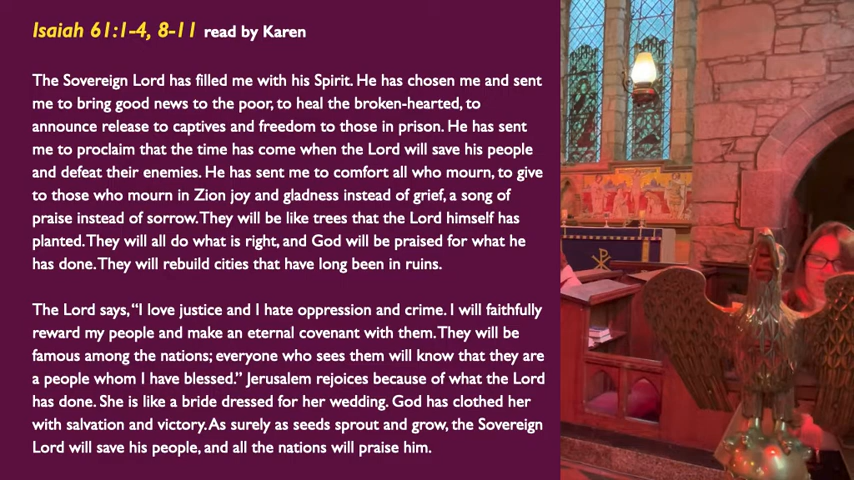 Isaiah 61:1-4, 8-11 read by Karen
The Sovereign Lord has filled me with his Spirit. He has chosen me and sent
me to bring good news to the poor, to heal the broken-hearted, to
announce release to captives and freedom to those in prison. He has sent
me to proclaim that the time has come when the Lord will save his people
and defeat their enemies. He has sent me to comfort all who mourn, to give
to those who mourn in Zion joy and gladness instead of grief, a song of
praise instead of sorrow. They will be like trees that the Lord himself has
planted. They will all do what is right, and God will be praised for what he
has done. They will rebuild cities that have long been in ruins.
The Lord says, “I love justice and I hate oppression and crime. I will faithfully
reward my people and make an eternal covenant with them. They will be
famous among the nations; everyone who sees them will know that they are
a people whom I have blessed.” Jerusalem rejoices because of what the Lord
has done. She is like a bride dressed for her wedding. God has clothed her
with salvation and victory. As surely as seeds sprout and grow, the Sovereign
Lord will save his people, and all the nations will praise him.